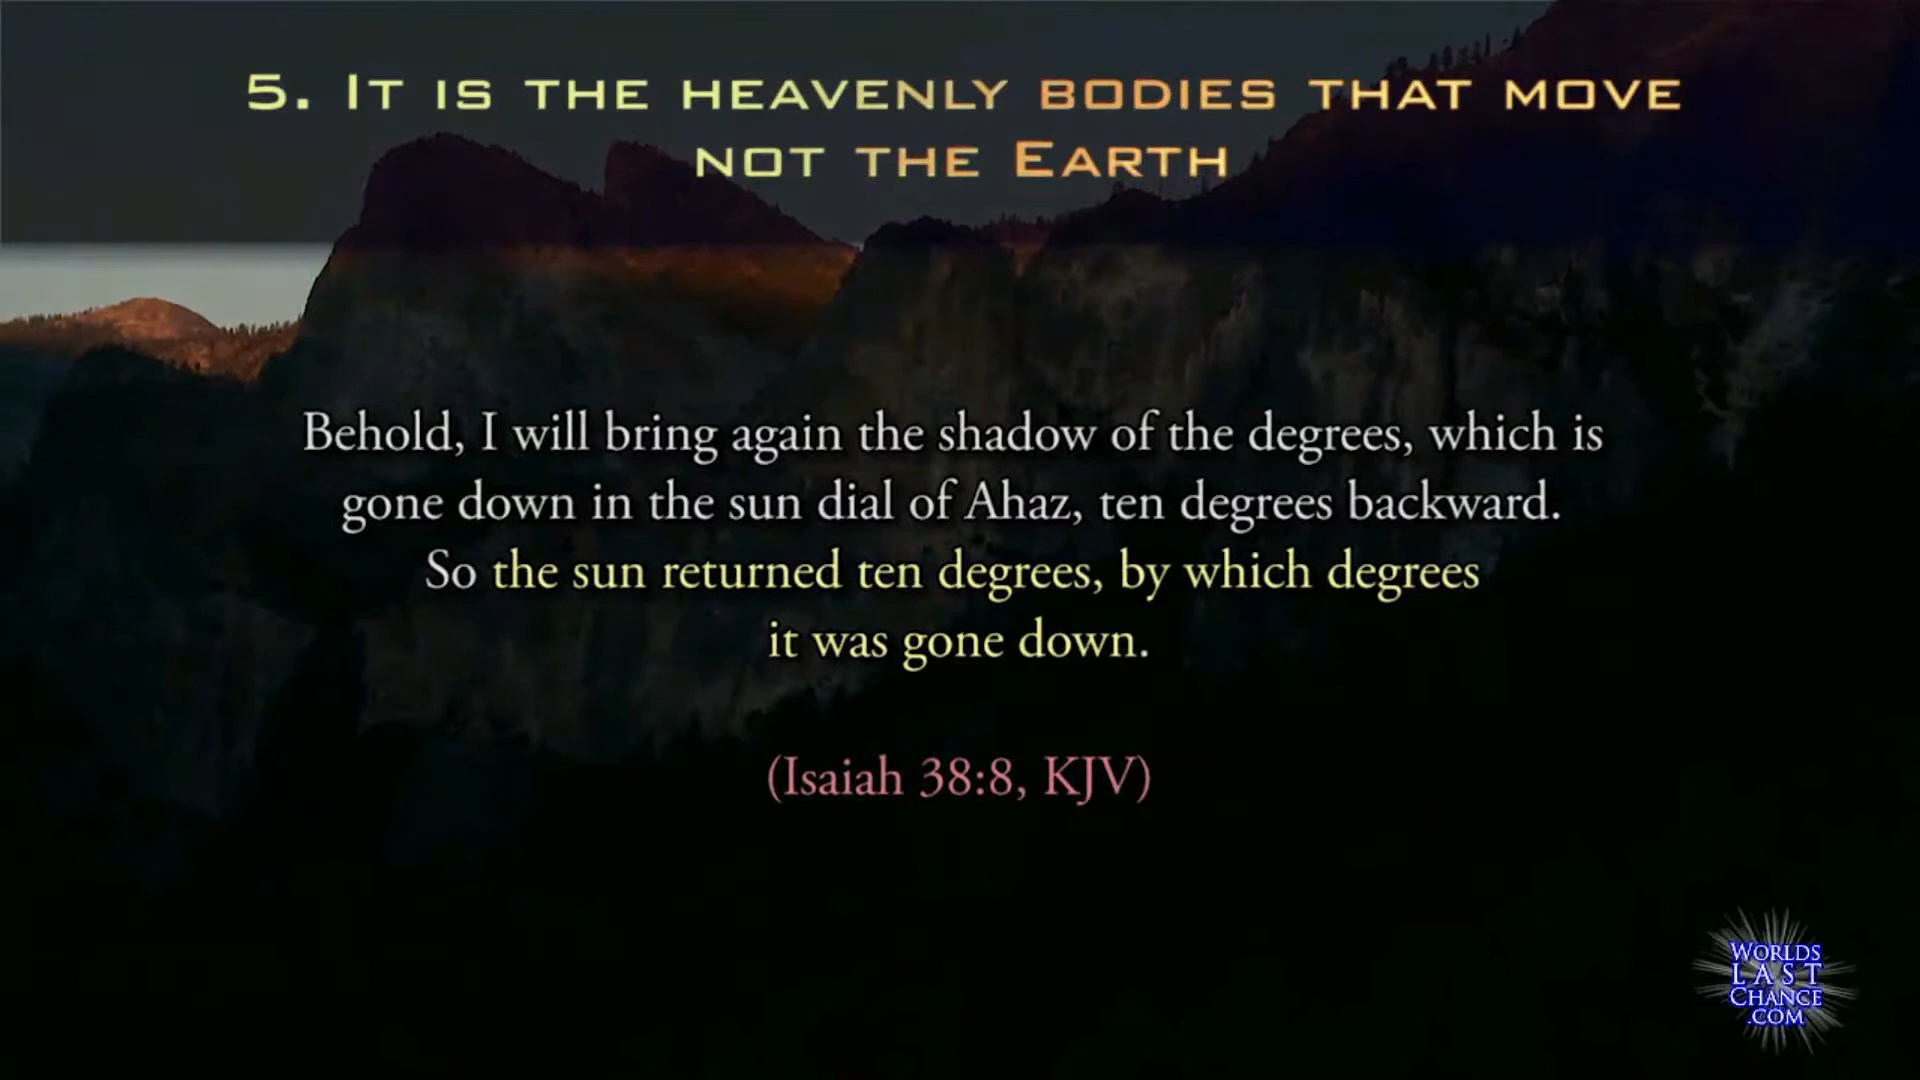 5. It is the heavenly bodies that move
not the Earth
Behold, I will bring again the shadow of the degrees, which is
gone down in the sun dial of Ahaz, ten degrees backward.
So the sun returned ten degrees, by which degrees
it was gone down.
(Isaiah 38:8, KJV)
Worlds
Last
Chance
.com